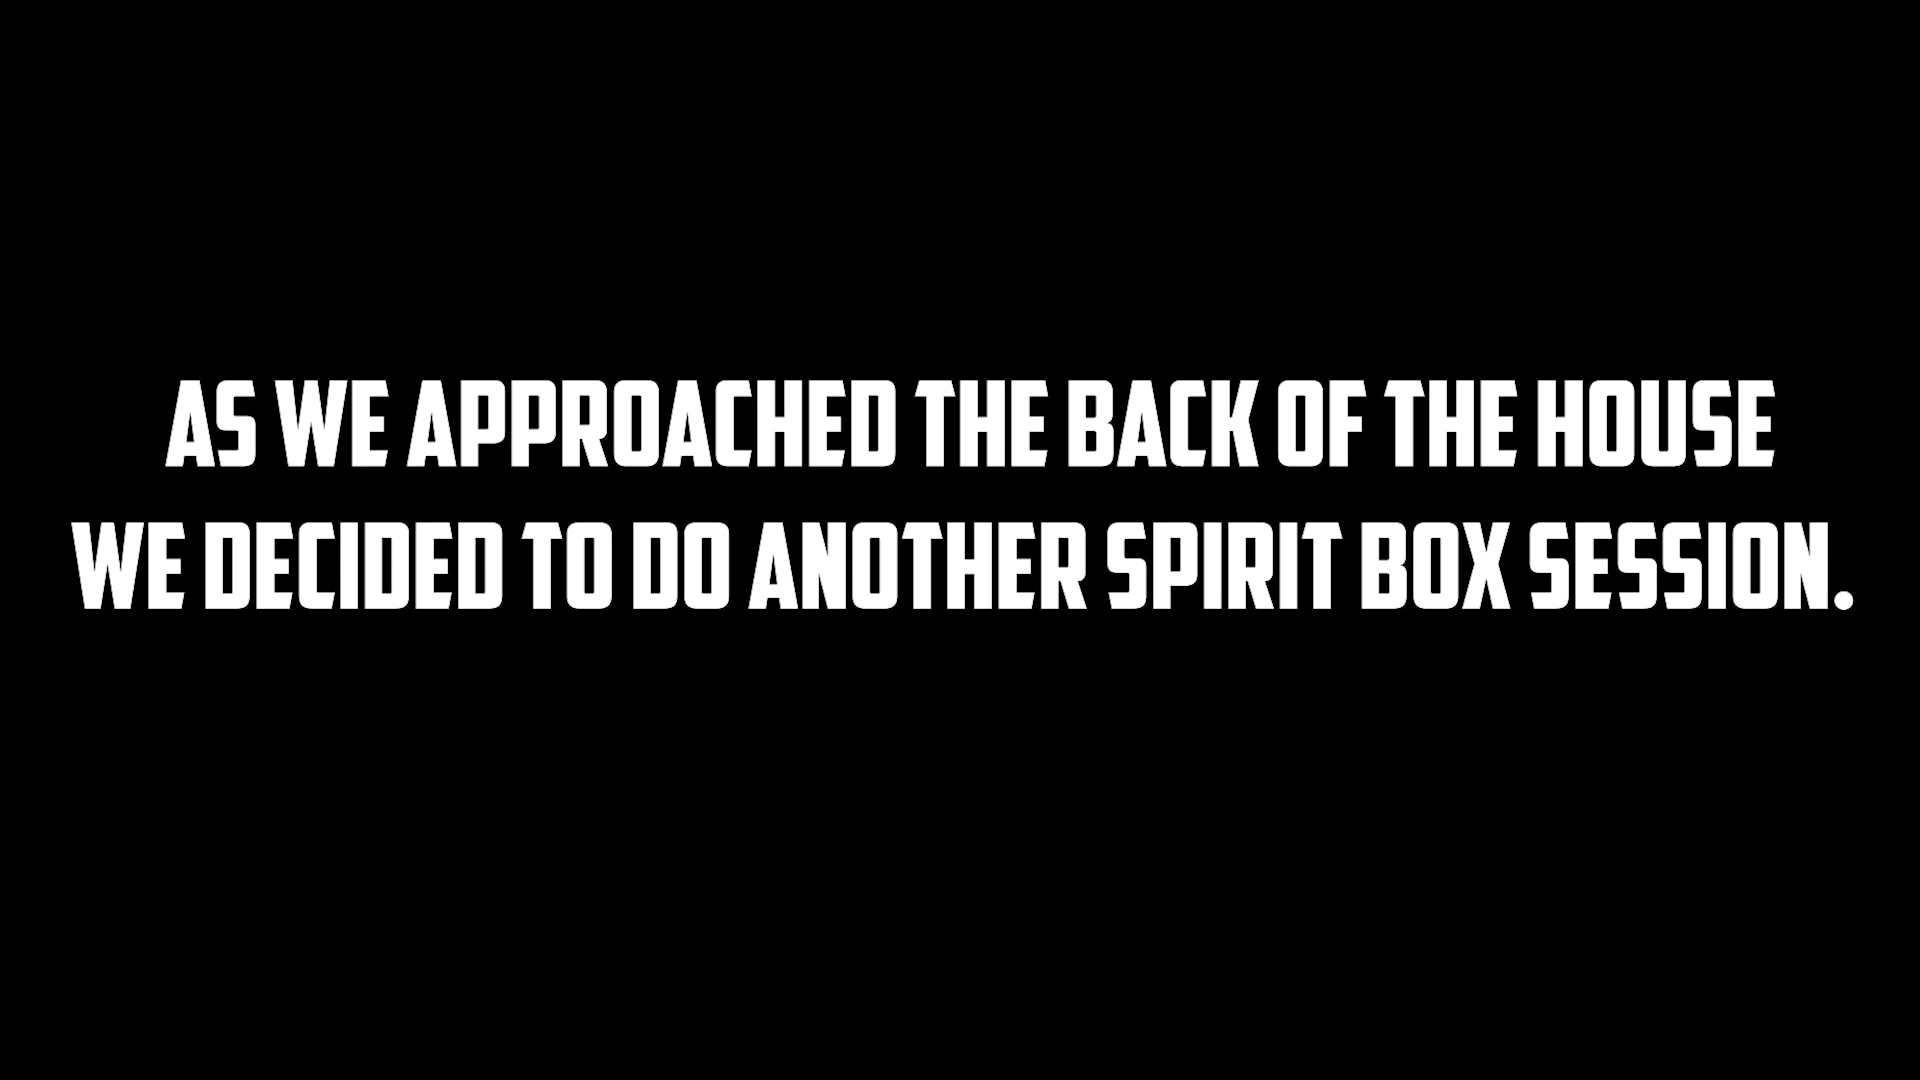 AS WE APPROACHED THE BACK OF THE HOUSE
WE DECIDED TO DO ANOTHER SPIRIT BOX SESSION.